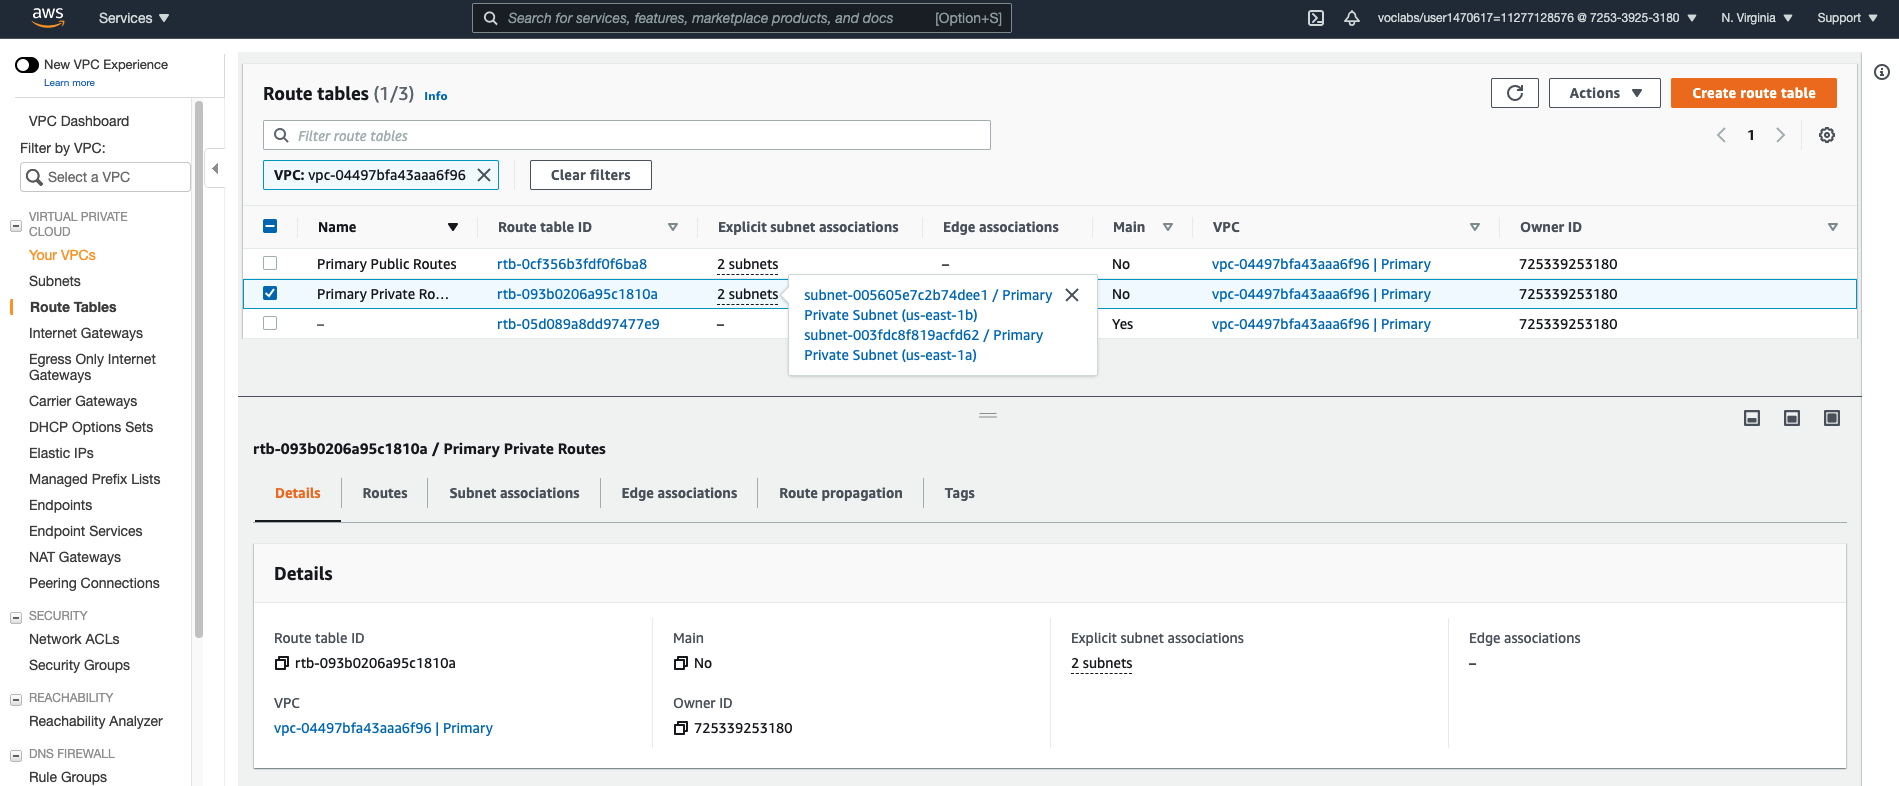 aws
Services
Search for services, features, marketplace products, and docs [Option+S]
voclabs/user1470617=11277128576 @ 7253-3925-3180
N. Virginia
Support
New VPC Experience
Learn more
VPC Dashboard
Filter by VPC:
Select a VPC
VIRTUAL PRIVATE
CLOUD
Your VPCs
Subnets
Route Tables
Internet Gateways
Egress Only Internet
Gateways
Carrier Gateways
DHCP Options Sets
Elastic IPs
Managed Prefix Lists
Endpoints
Endpoint Services
NAT Gateways
Peering Connections
SECURITY
Network ACLs
Security Groups
REACHABILITY
Reachability Analyzer
DNS FIREWALL
Rule Groups
Route tables (1/3) Info
Actions
Create route table
Filter route tables
1
VPC: vpc-04497bfa43aaa6f96
Clear filters
Name Route table ID Explicit subnet associations Edge associations Main VPC Owner ID
Primary Public Routes rtb-0cf356b3fdf0f6ba8 2 subnets – No vpc-04497bfa43aaa6f96 | Primary 725339253180
Primary Private Ro... rtb-093b0206a95c1810a 2 subnets No vpc-04497bfa43aaa6f96 | Primary 725339253180
– rtb-05d089a8dd97477e9 – Yes vpc-04497bfa43aaa6f96 | Primary 725339253180
subnet-005605e7c2b74dee1 / Primary
Private Subnet (us-east-1b)
subnet-003fdc8f819acfd62 / Primary
Private Subnet (us-east-1a)
rtb-093b0206a95c1810a / Primary Private Routes
Details Routes Subnet associations Edge associations Route propagation Tags
Details
Route table ID Main Explicit subnet associations Edge associations
rtb-093b0206a95c1810a No 2 subnets –
VPC Owner ID
vpc-04497bfa43aaa6f96 | Primary 725339253180